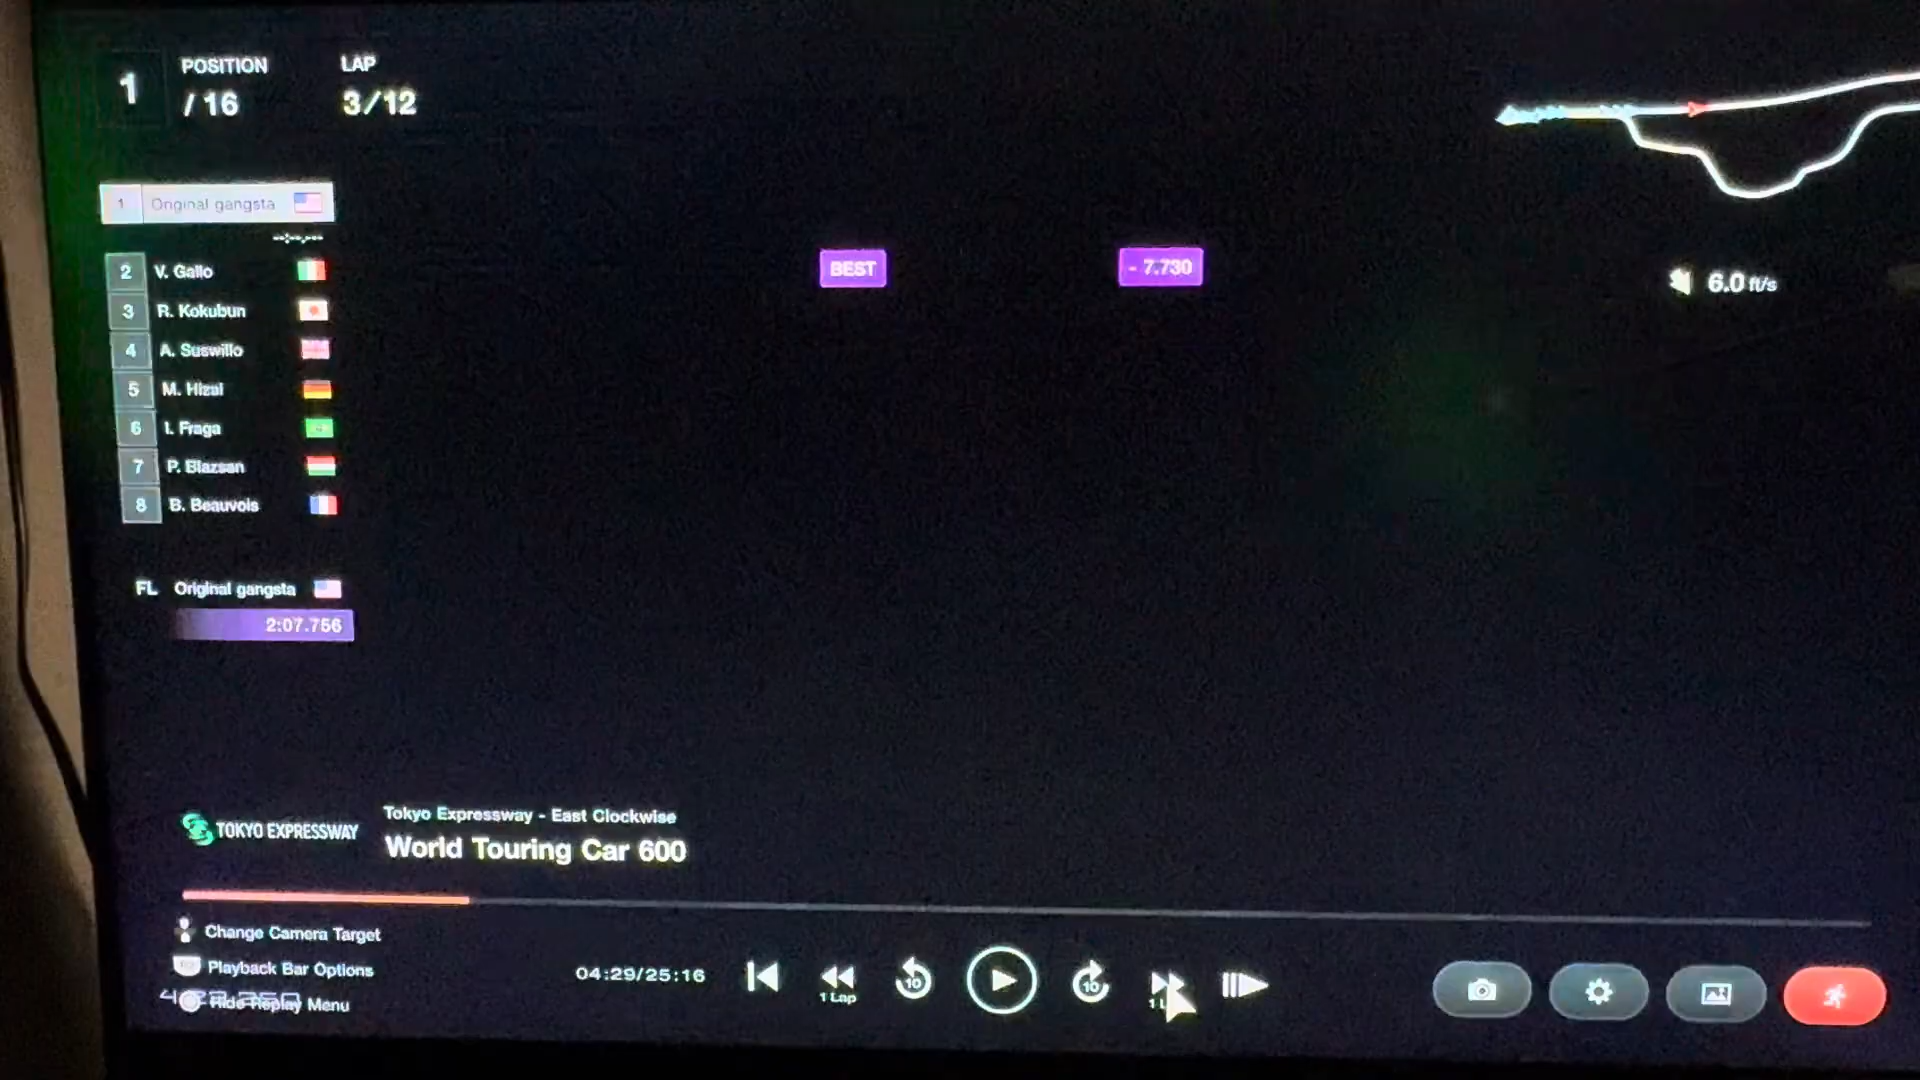 1 POSITION / 16
LAP 3/12
1 Original gangsta
--:--.---
2 V. Gallo
3 R. Kokubun
4 A. Suswillo
5 M. Hizal
6 I. Fraga
7 P. Blazsan
8 B. Beauvois
BEST
- 7.730
6.0 ft/s
FL Original gangsta
2:07.756
TOKYO EXPRESSWAY
Tokyo Expressway - East Clockwise
World Touring Car 600
Change Camera Target
Playback Bar Options
Hide Replay Menu
04:29/25:16
1 Lap
10
10